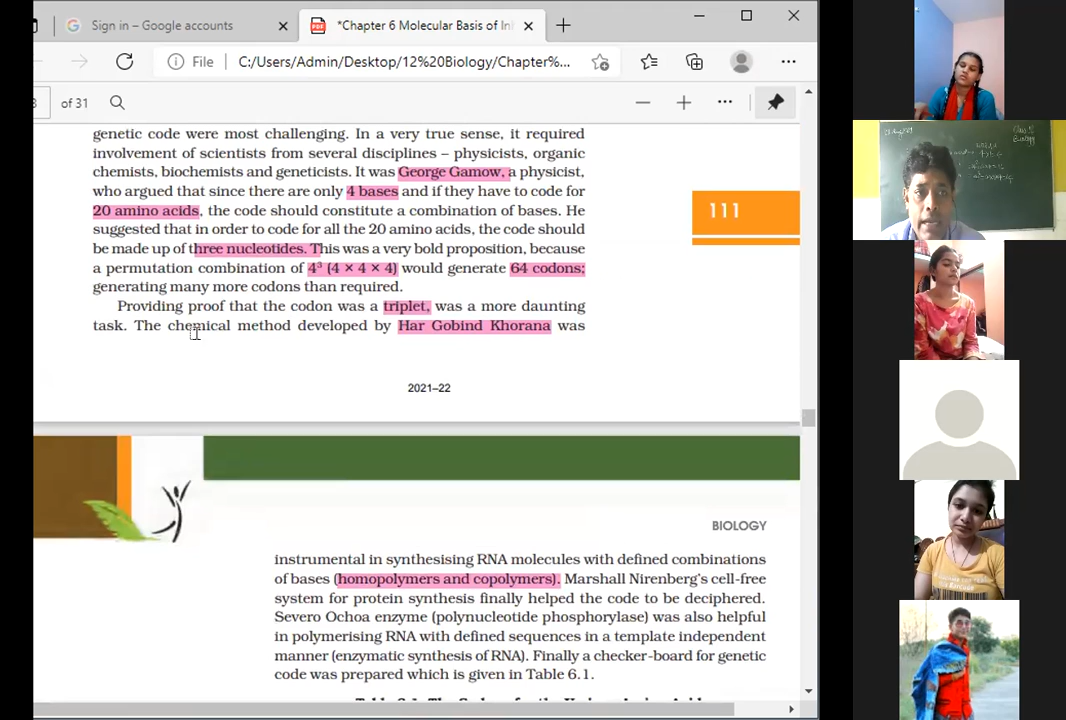 Sign in – Google accounts
*Chapter 6 Molecular Basis of Inh
File
C:/Users/Admin/Desktop/12%20Biology/Chapter%...
3 of 31
genetic code were most challenging. In a very true sense, it required
involvement of scientists from several disciplines – physicists, organic
chemists, biochemists and geneticists. It was George Gamow, a physicist,
who argued that since there are only 4 bases and if they have to code for
20 amino acids, the code should constitute a combination of bases. He
suggested that in order to code for all the 20 amino acids, the code should
be made up of three nucleotides. This was a very bold proposition, because
a permutation combination of 4³ (4 × 4 × 4) would generate 64 codons;
generating many more codons than required.
Providing proof that the codon was a triplet, was a more daunting
task. The chemical method developed by Har Gobind Khorana was
111
2021–22
BIOLOGY
instrumental in synthesising RNA molecules with defined combinations
of bases (homopolymers and copolymers). Marshall Nirenberg's cell-free
system for protein synthesis finally helped the code to be deciphered.
Severo Ochoa enzyme (polynucleotide phosphorylase) was also helpful
in polymerising RNA with defined sequences in a template independent
manner (enzymatic synthesis of RNA). Finally a checker-board for genetic
code was prepared which is given in Table 6.1.
Biology